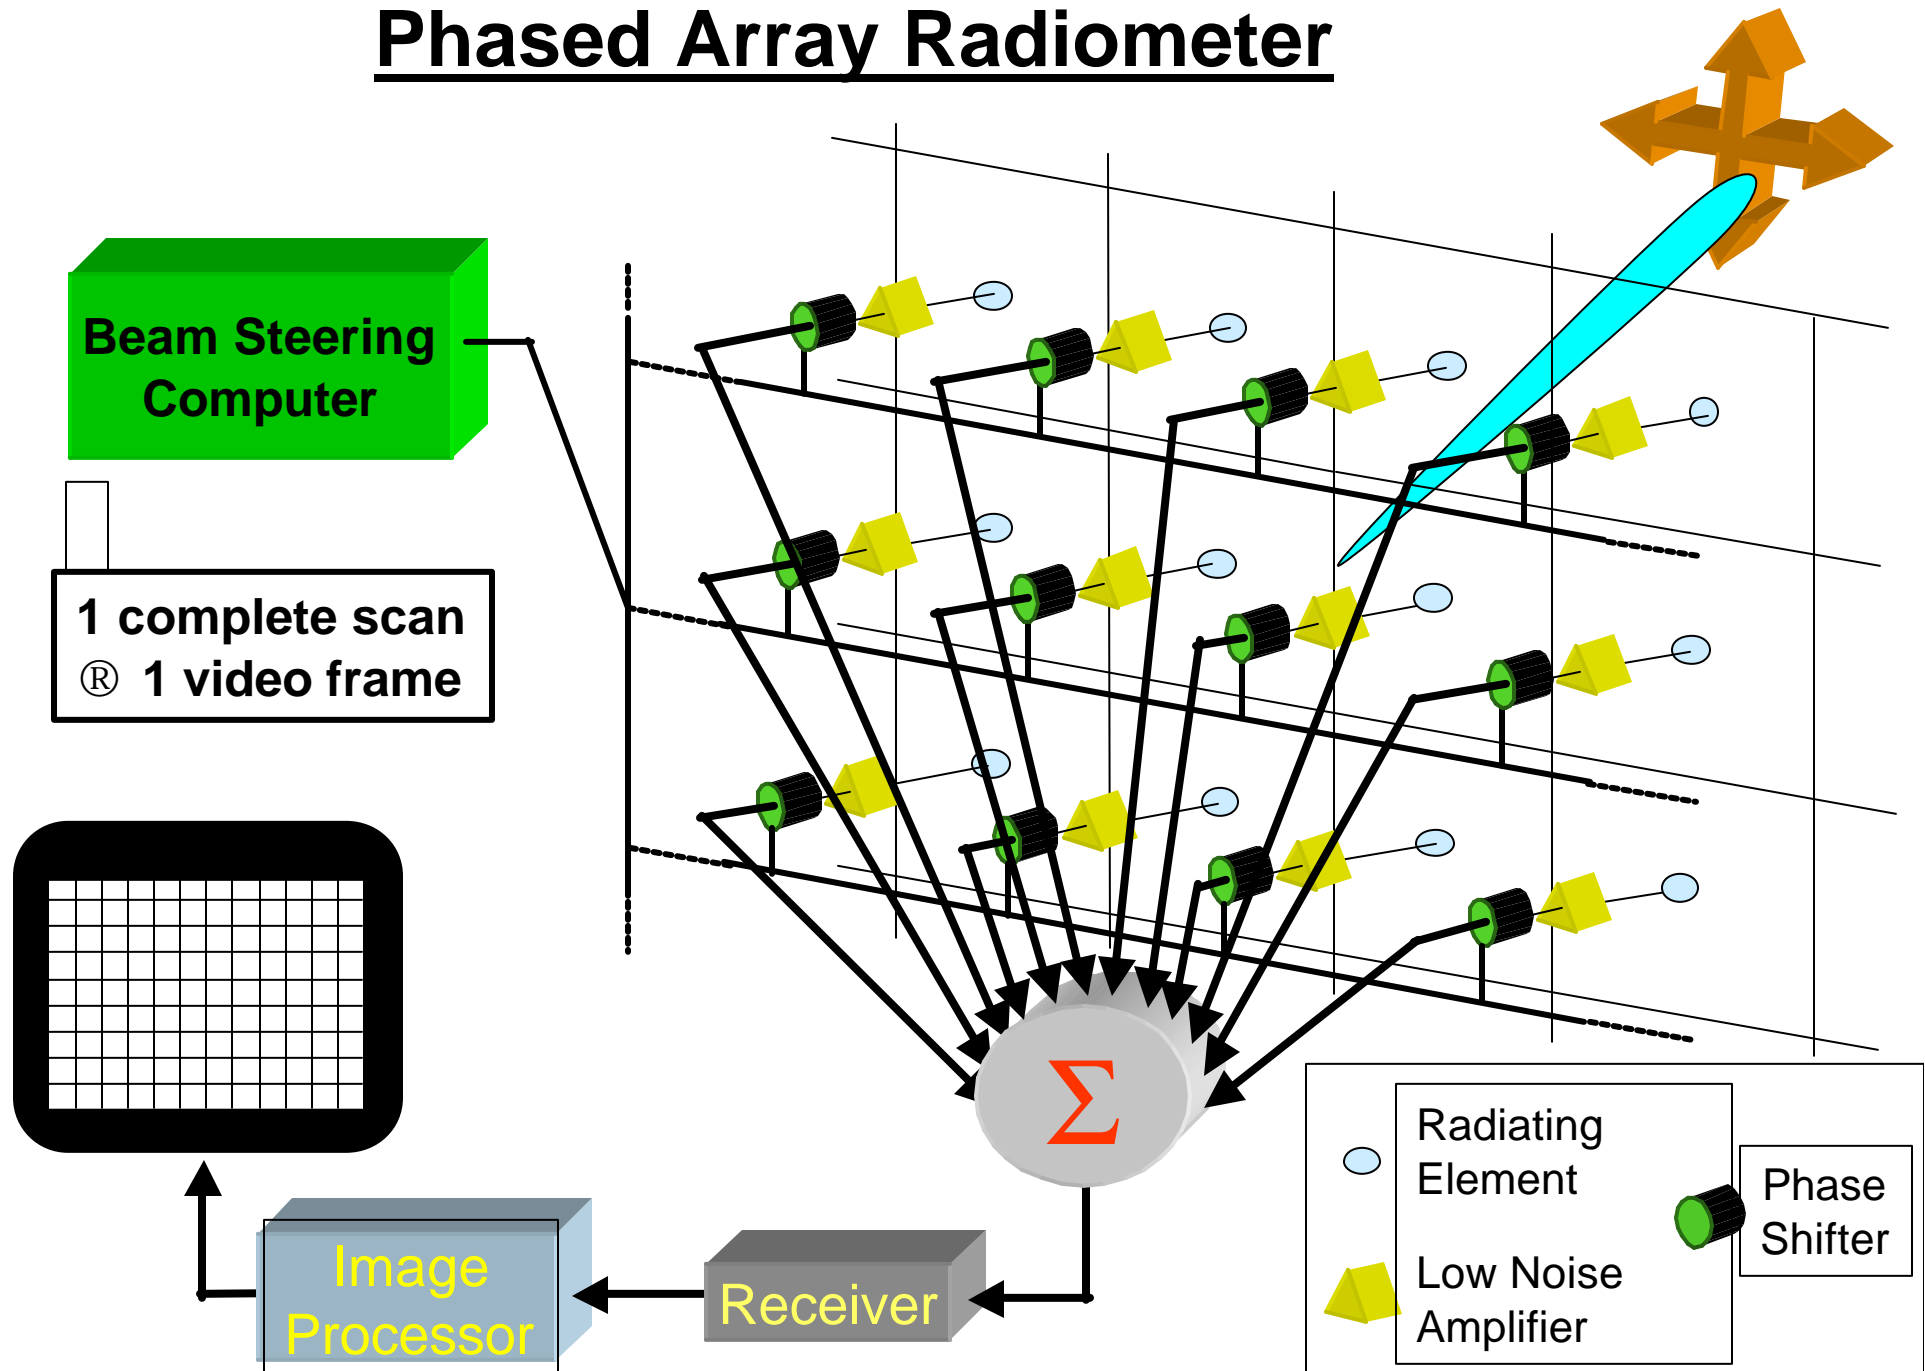 Phased Array Radiometer
Beam Steering
Computer
1 complete scan
® 1 video frame
Σ
Image
Processor
Receiver
Radiating
Element
Phase
Shifter
Low Noise
Amplifier